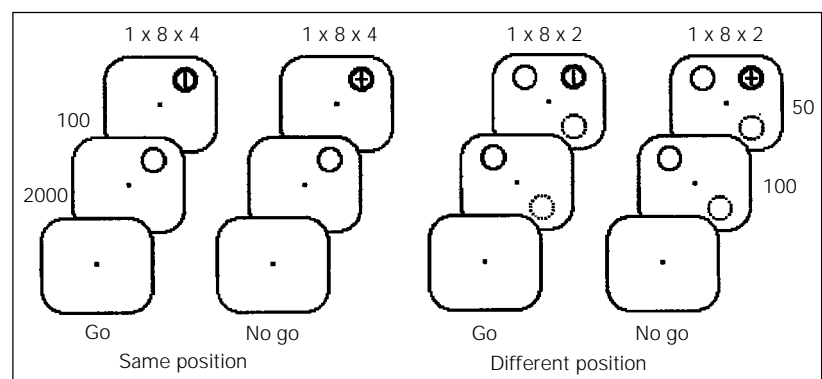 1 x 8 x 4
1 x 8 x 4
1 x 8 x 2
1 x 8 x 2
100
50
2000
100
Go
No go
Go
No go
Same position
Different position